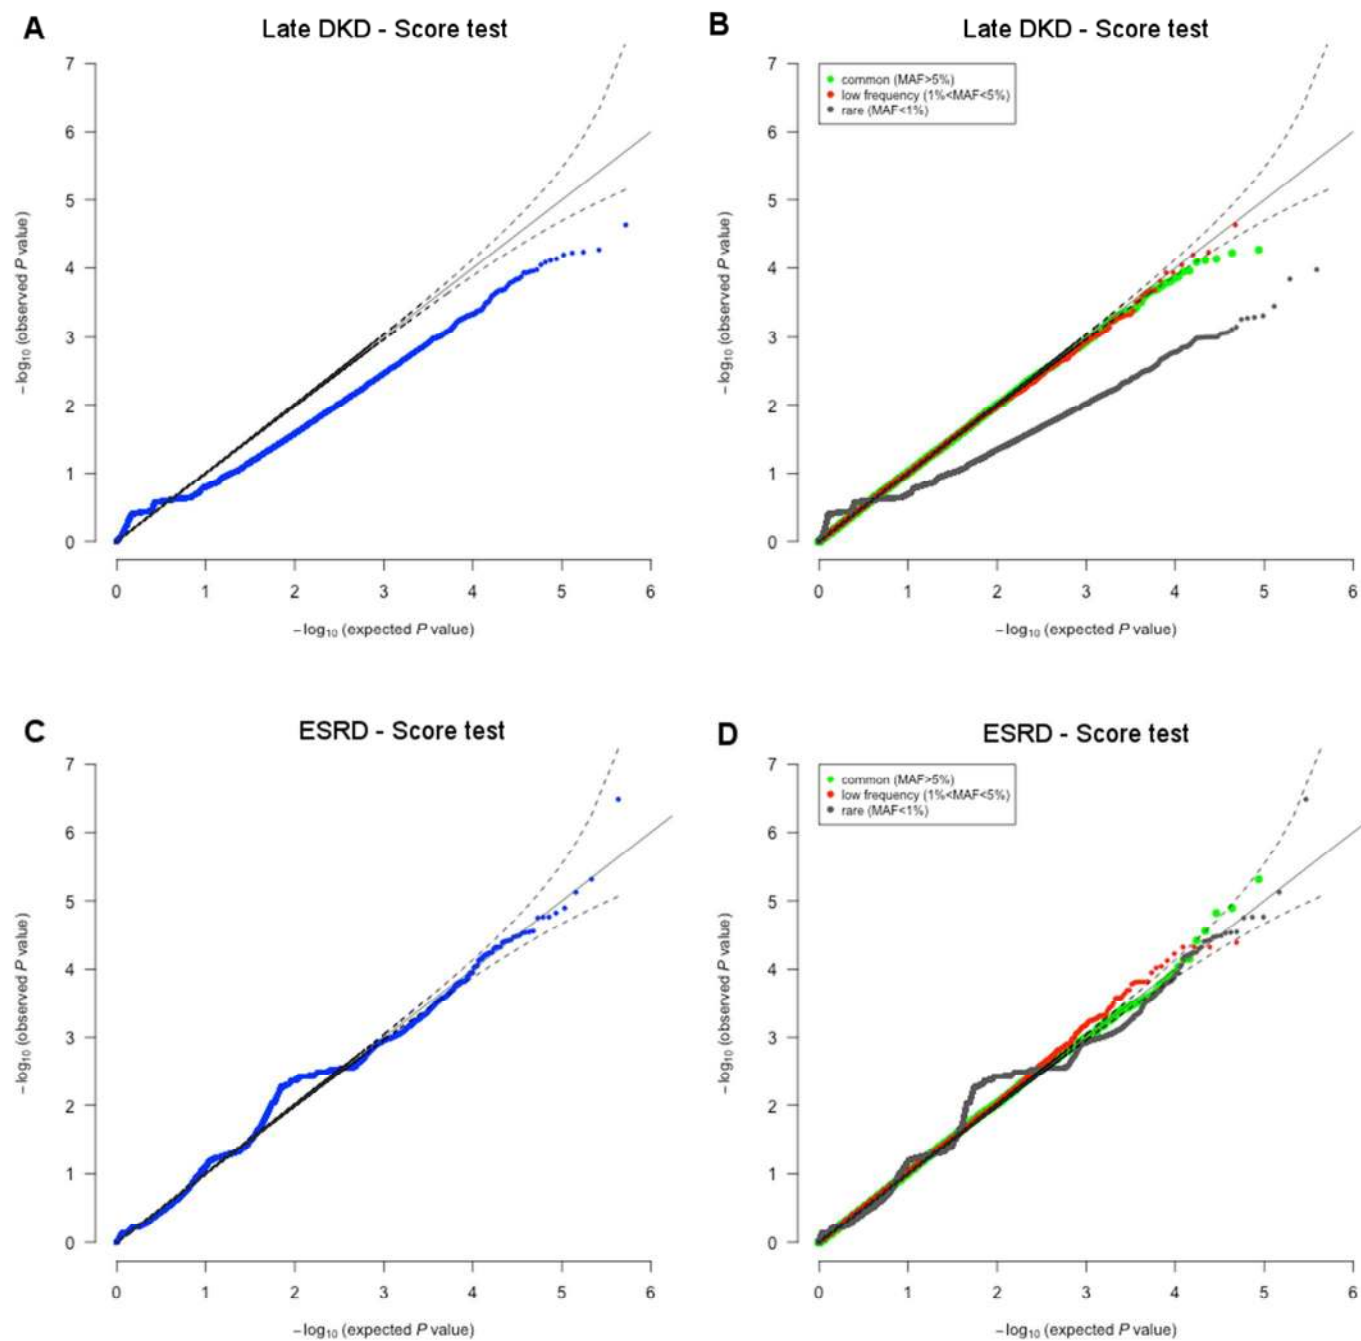 A
Late DKD - Score test
7
6
5
4
3
2
1
0
−log10 (observed P value)
0 1 2 3 4 5 6
−log10 (expected P value)
B
Late DKD - Score test
common (MAF>5%)
low frequency (1%<MAF<5%)
rare (MAF<1%)
7
6
5
4
3
2
1
0
−log10 (observed P value)
0 1 2 3 4 5 6
−log10 (expected P value)
C
ESRD - Score test
7
6
5
4
3
2
1
0
−log10 (observed P value)
0 1 2 3 4 5 6
−log10 (expected P value)
D
ESRD - Score test
common (MAF>5%)
low frequency (1%<MAF<5%)
rare (MAF<1%)
7
6
5
4
3
2
1
0
−log10 (observed P value)
0 1 2 3 4 5 6
−log10 (expected P value)